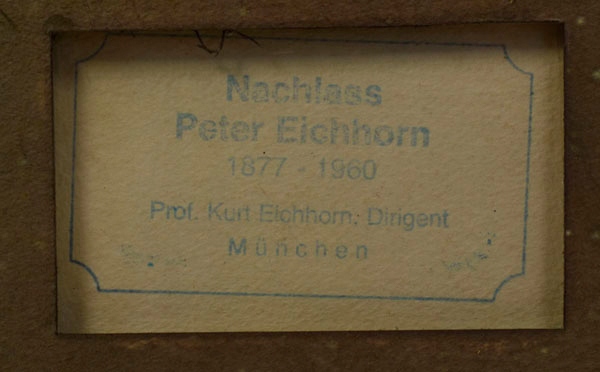 Nachlass
Peter Eichhorn
1877 - 1960
Prof. Kurt Eichhorn, Dirigent
München